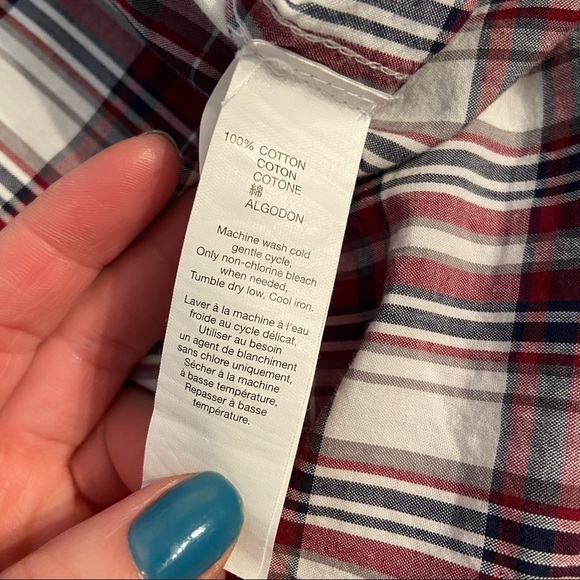 100% COTTON
COTON
COTONE
綿
ALGODON
Machine wash cold
gentle cycle,
Only non-chlorine bleach
when needed,
Tumble dry low, Cool iron.
Laver à la machine à l'eau
froide au cycle délicat,
Utiliser au besoin
un agent de blanchiment
sans chlore uniquement,
Sécher à la machine
à basse température,
Repasser à basse
température.